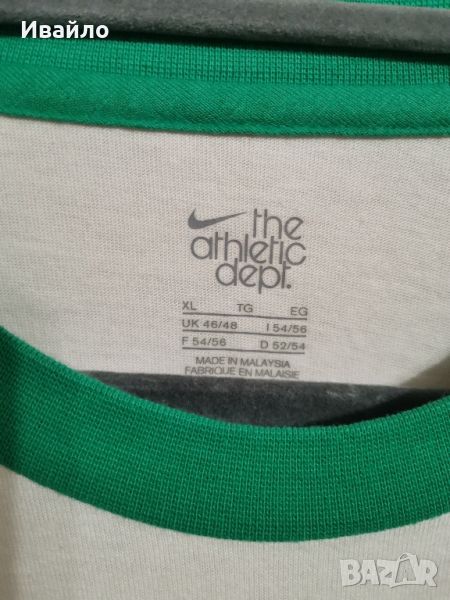 Ивайло
the
athletic
dept.
XL TG EG
UK 46/48 I 54/56
F 54/56 D 52/54
MADE IN MALAYSIA
FABRIQUE EN MALAISIE
BAZAR